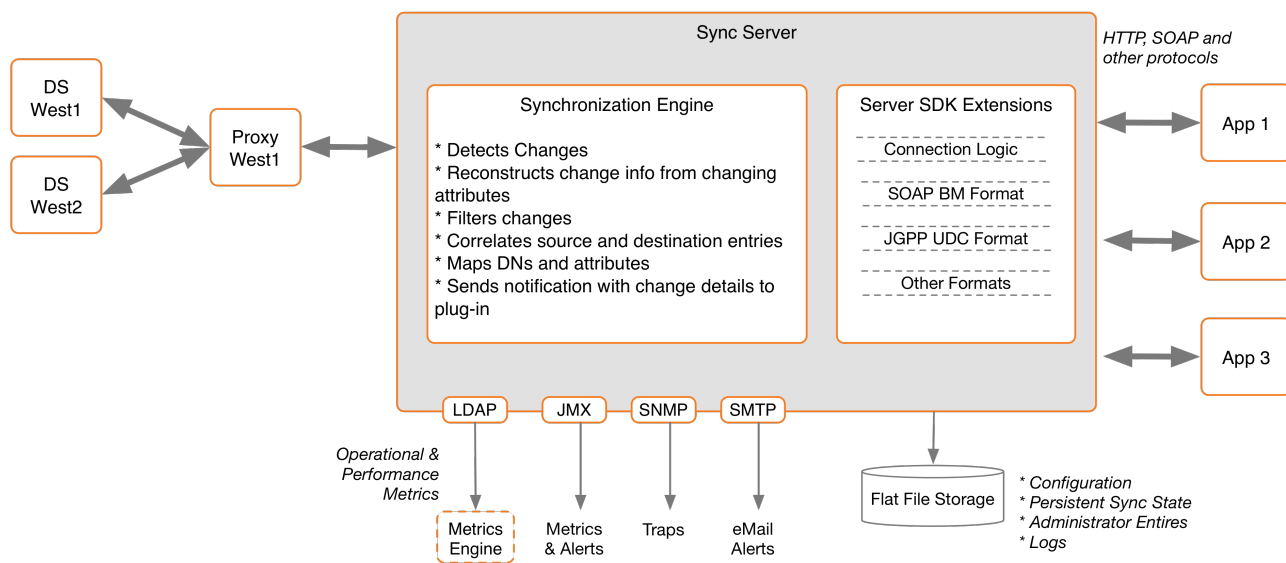 Sync Server
HTTP, SOAP and
other protocols
DS
West1
DS
West2
Proxy
West1
Synchronization Engine
* Detects Changes
* Reconstructs change info from changing
attributes
* Filters changes
* Correlates source and destination entries
* Maps DNs and attributes
* Sends notification with change details to
plug-in
Server SDK Extensions
Connection Logic
SOAP BM Format
JGPP UDC Format
Other Formats
App 1
App 2
App 3
LDAP
JMX
SNMP
SMTP
Operational &
Performance
Metrics
Metrics
Engine
Metrics
& Alerts
Traps
eMail
Alerts
Flat File Storage
* Configuration
* Persistent Sync State
* Administrator Entires
* Logs